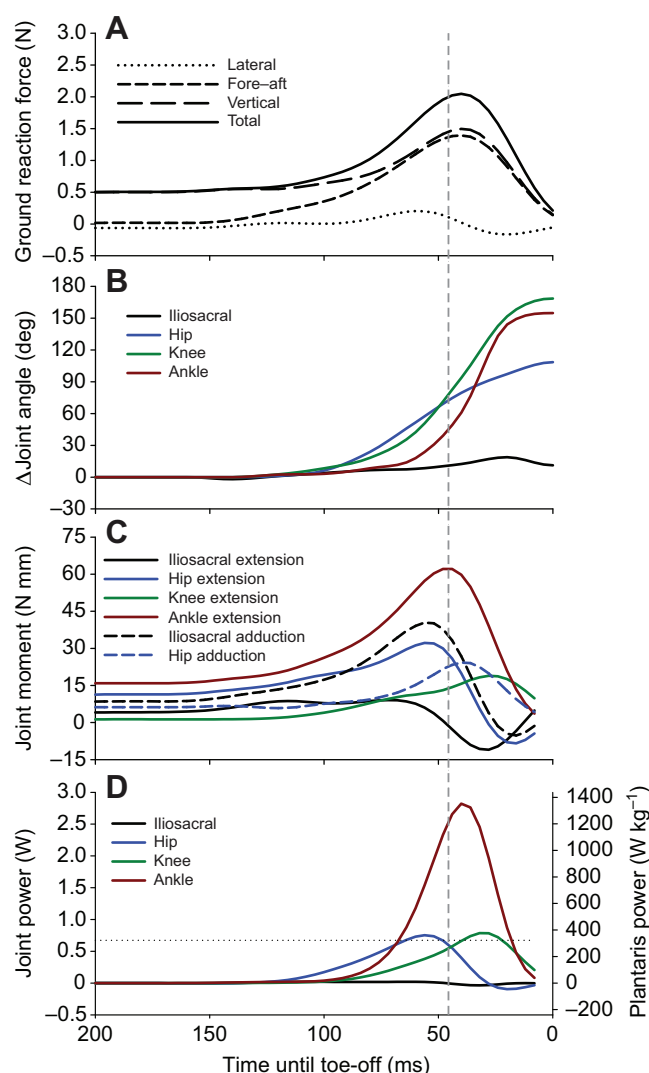 A
Ground reaction force (N)
3.0
2.5
2.0
1.5
1.0
0.5
0
–0.5
Lateral
Fore–aft
Vertical
Total
B
ΔJoint angle (deg)
180
150
120
90
60
30
0
–30
Iliosacral
Hip
Knee
Ankle
C
Joint moment (N mm)
75
60
45
30
15
0
–15
Iliosacral extension
Hip extension
Knee extension
Ankle extension
Iliosacral adduction
Hip adduction
D
Joint power (W)
3.0
2.5
2.0
1.5
1.0
0.5
0
–0.5
Iliosacral
Hip
Knee
Ankle
1400
1200
1000
800
600
400
200
0
–200
Plantaris power (W kg⁻¹)
200 150 100 50 0
Time until toe-off (ms)